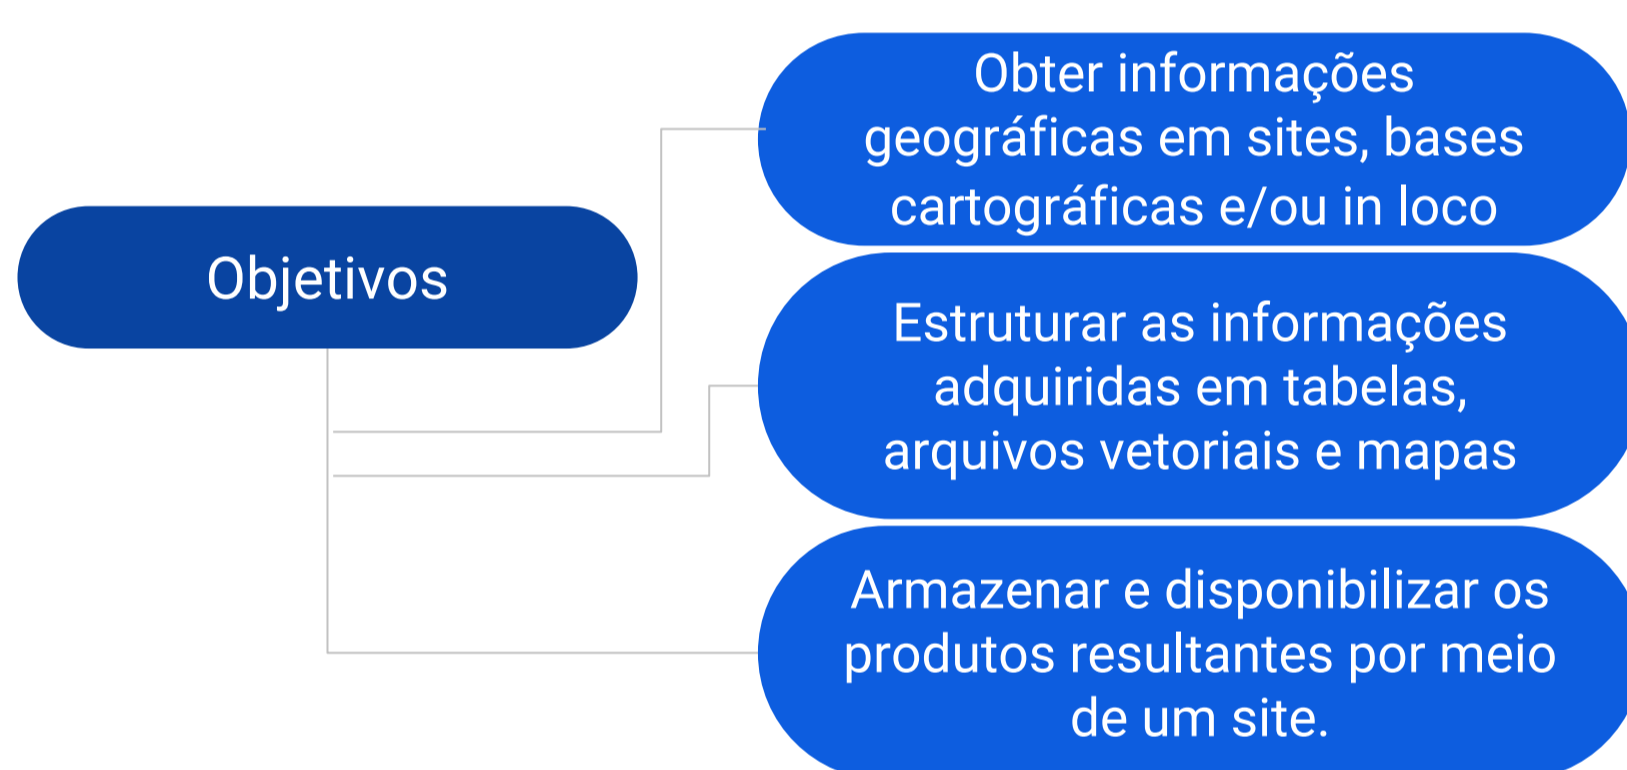 Objetivos
Obter informações
geográficas em sites, bases
cartográficas e/ou in loco
Estruturar as informações
adquiridas em tabelas,
arquivos vetoriais e mapas
Armazenar e disponibilizar os
produtos resultantes por meio
de um site.